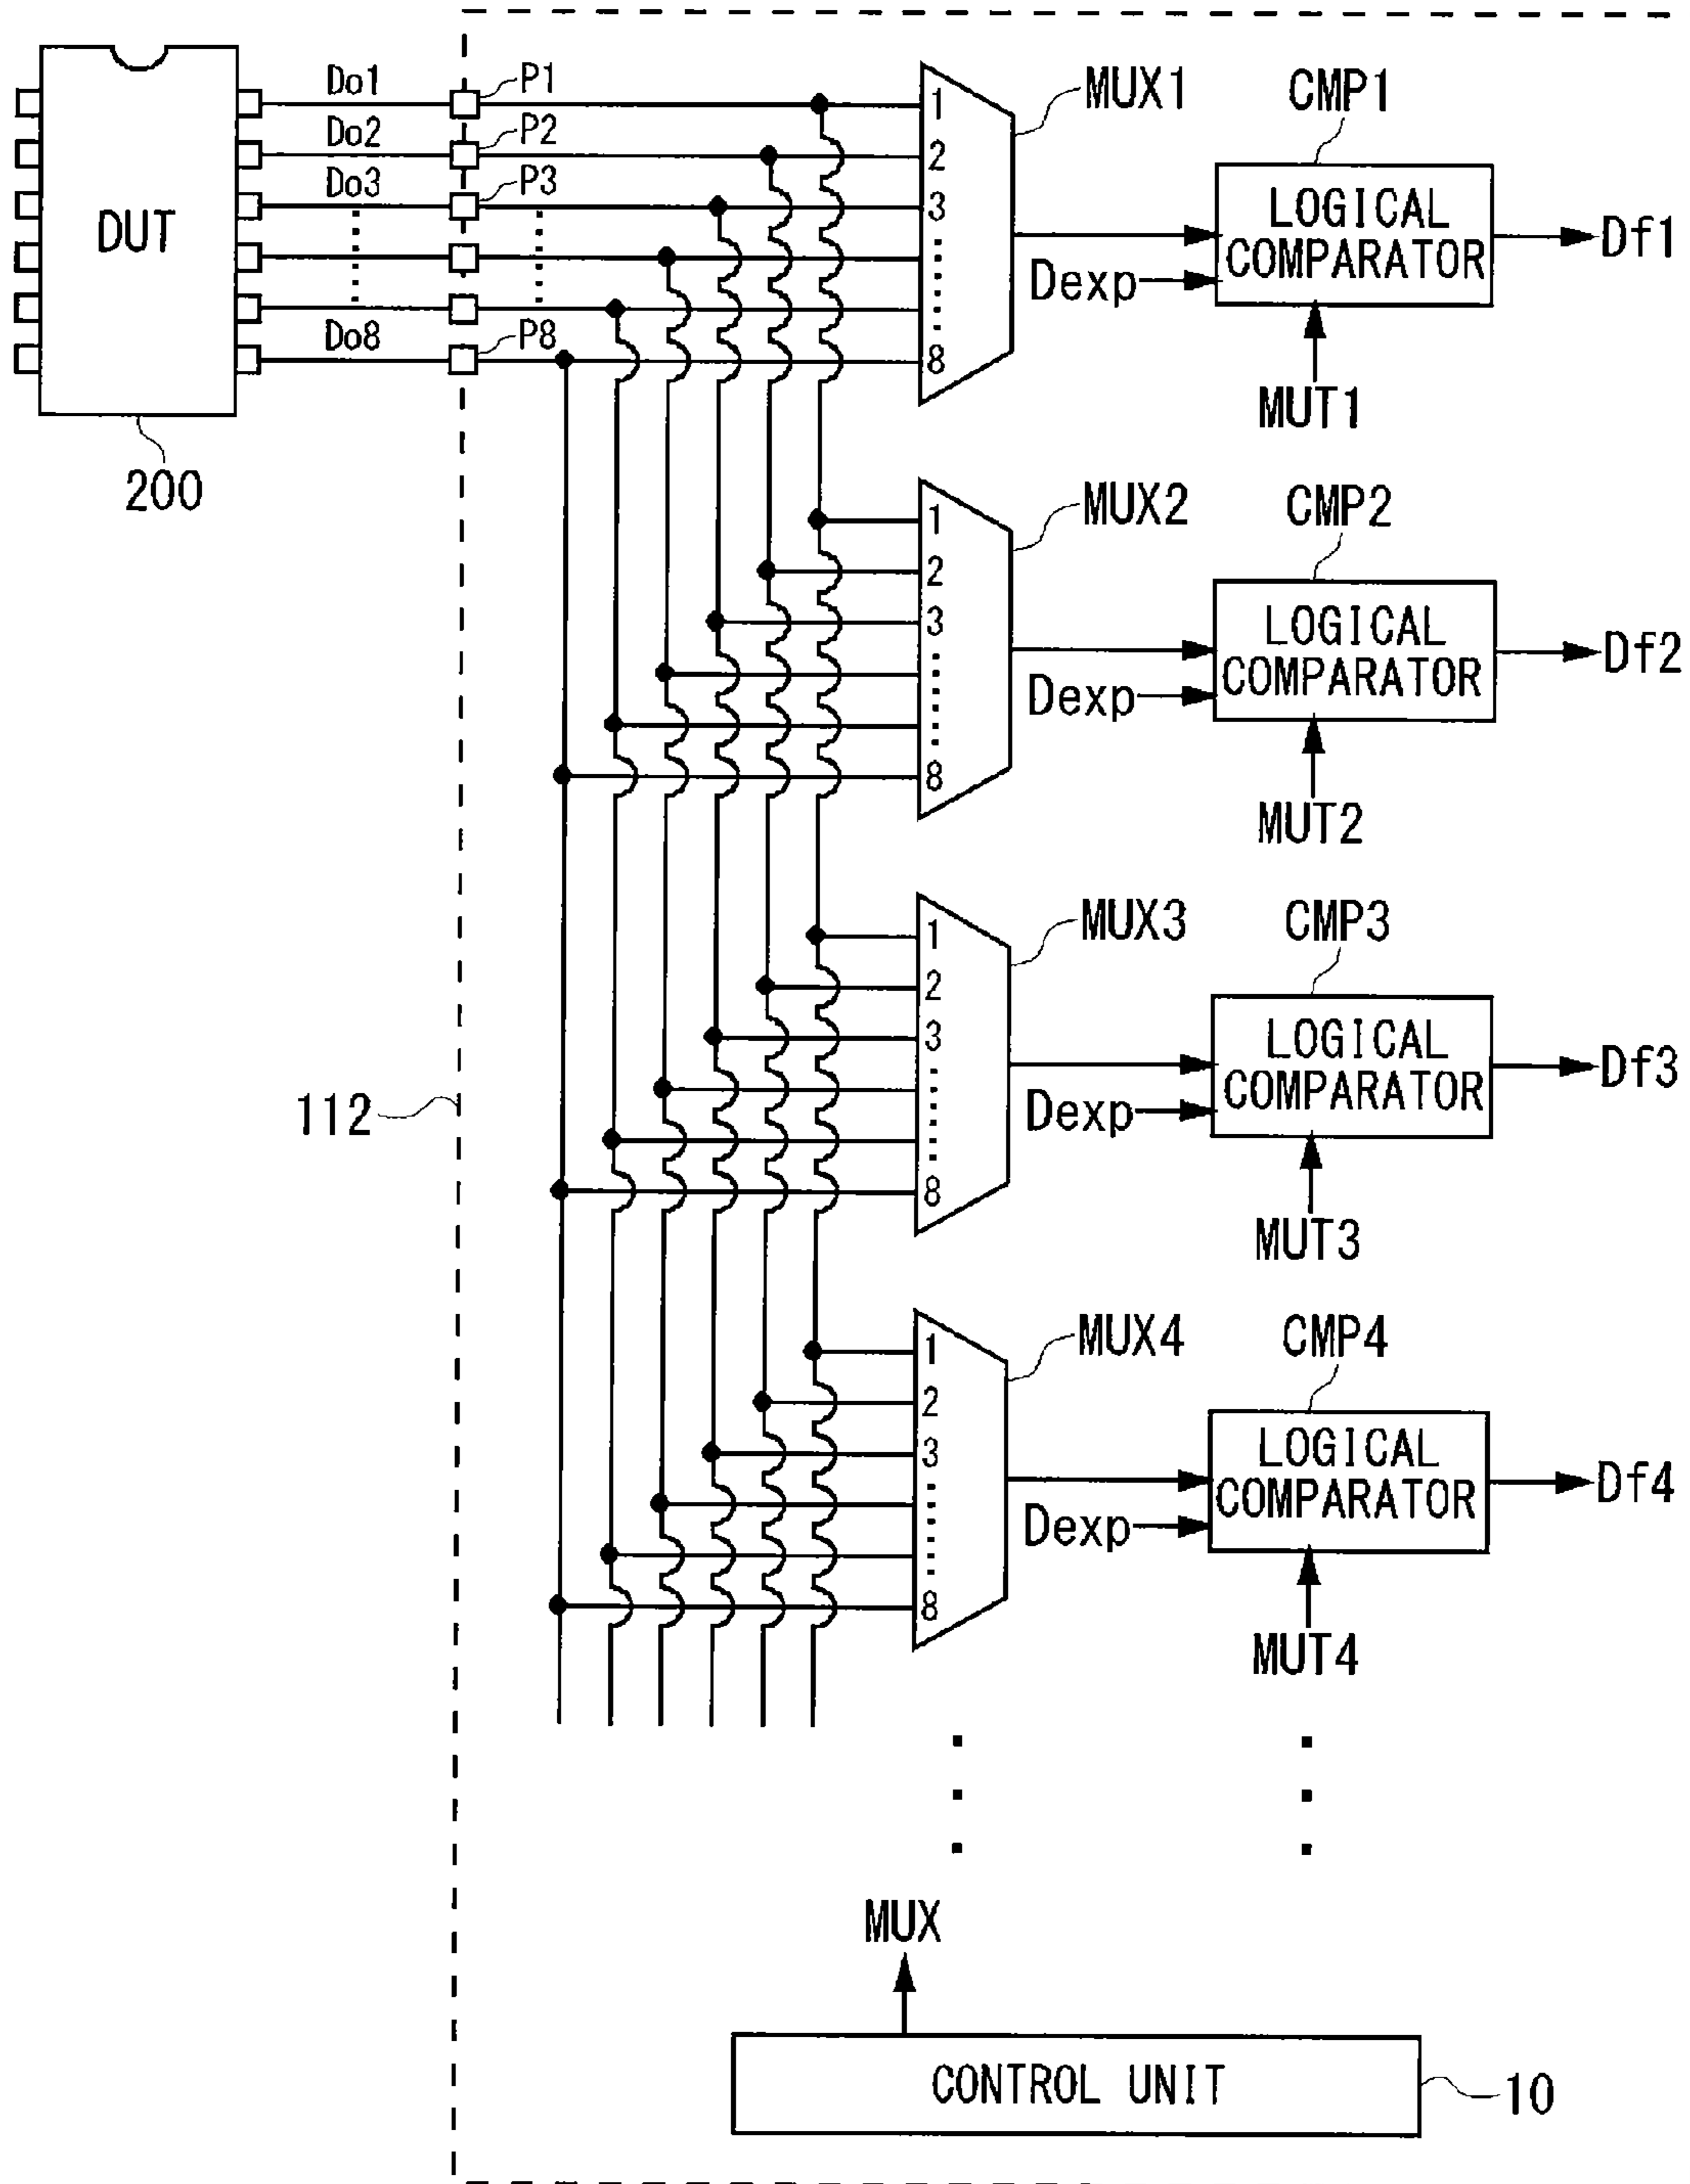 Do1
P1
Do2
P2
Do3
P3
Do8
P8
DUT
200
1
2
3
8
MUX1
CMP1
LOGICAL
COMPARATOR
Dexp
Df1
MUT1
1
2
3
8
MUX2
CMP2
LOGICAL
COMPARATOR
Dexp
Df2
MUT2
112
1
2
3
8
MUX3
CMP3
LOGICAL
COMPARATOR
Dexp
Df3
MUT3
1
2
3
8
MUX4
CMP4
LOGICAL
COMPARATOR
Dexp
Df4
MUT4
MUX
CONTROL UNIT
10